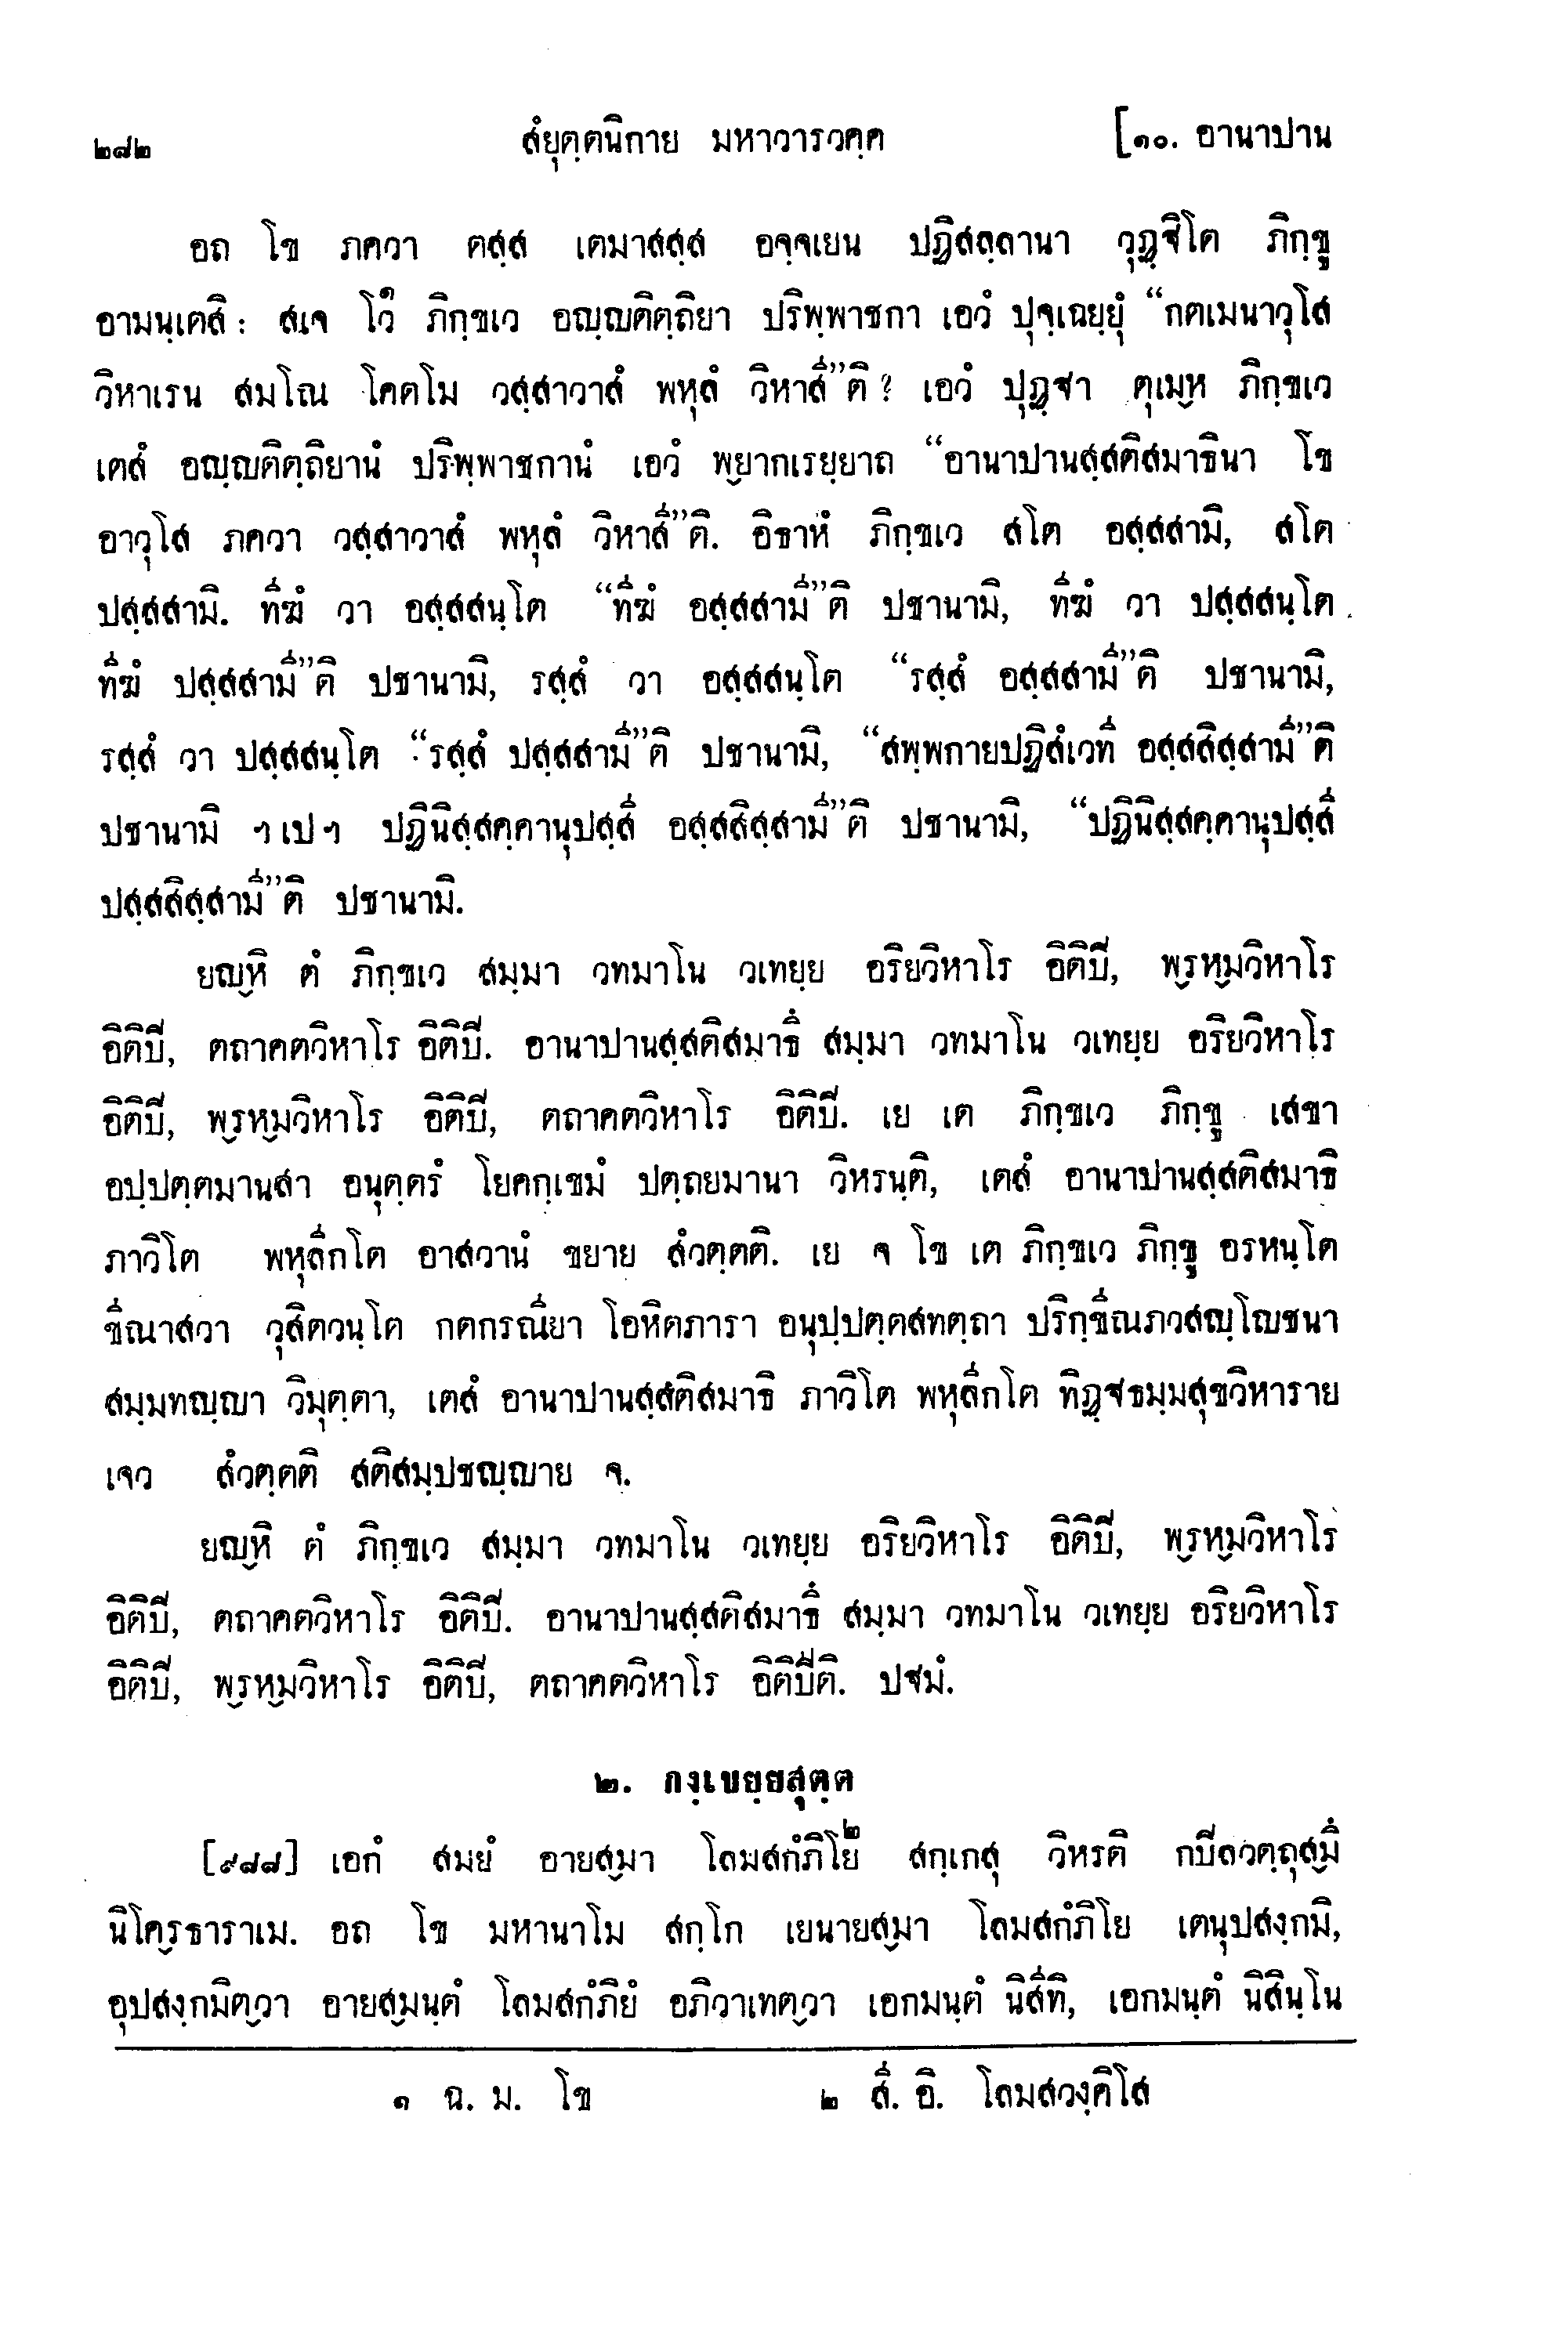 ๒๘๒ สํยุตฺตนิกาย มหาวารวคฺค [๑๐. อานาปาน
อถ โข ภควา ตสฺส เตมาสสฺส อจฺจเยน ปฏิสลฺลานา วุฏฺฐิโต ภิกฺขู
อามนฺเตสิ : สเจ โว๑ ภิกฺขเว อญฺญติตฺถิยา ปริพฺพาชกา เอวํ ปุจฺเฉยฺยุํ “กตเมนาวุโส
วิหาเรน สมโณ โคตโม วสฺสาวาสํ พหุลํ วิหาสี”ติ ? เอวํ ปุฏฺฐา ตุเมฺห ภิกฺขเว
เตสํ อญฺญติตฺถิยานํ ปริพฺพาชกานํ เอวํ พฺยากเรยฺยาถ “อานาปานสฺสติสมาธินา โข
อาวุโส ภควา วสฺสาวาสํ พหุลํ วิหาสี”ติ. อิธาหํ ภิกฺขเว สโต อสฺสสามิ, สโต
ปสฺสสามิ. ทีฆํ วา อสฺสสนฺโต “ทีฆํ อสฺสสามี”ติ ปชานามิ, ทีฆํ วา ปสฺสสนฺโต
ทีฆํ ปสฺสสามี”ติ ปชานามิ, รสฺสํ วา อสฺสสนฺโต “รสฺสํ อสฺสสามี”ติ ปชานามิ,
รสฺสํ วา ปสฺสสนฺโต “รสฺสํ ปสฺสสามี”ติ ปชานามิ, “สพฺพกายปฏิสํเวที อสฺสสิสฺสามี”ติ
ปชานามิ ฯ เป ฯ ปฏินิสฺสคฺคานุปสฺสี อสฺสสิสฺสามี”ติ ปชานามิ, “ปฏินิสฺสคฺคานุปสฺสี
ปสฺสสิสฺสามี”ติ ปชานามิ.
ยญฺหิ ตํ ภิกฺขเว สมฺมา วทมาโน วเทยฺย อริยวิหาโร อิติปิ, พฺรหฺมวิหาโร
อิติปิ, ตถาคตวิหาโร อิติปิ. อานาปานสฺสติสมาธึ สมฺมา วทมาโน วเทยฺย อริยวิหาโร
อิติปิ, พฺรหฺมวิหาโร อิติปิ, ตถาคตวิหาโร อิติปิ. เย เต ภิกฺขเว ภิกฺขู เสขา
อปฺปตฺตมานสา อนุตฺตรํ โยคกฺเขมํ ปตฺถยมานา วิหรนฺติ, เตสํ อานาปานสฺสติสมาธิ
ภาวิโต พหุลีกโต อาสวานํ ขยาย สํวตฺตติ. เย จ โข เต ภิกฺขเว ภิกฺขู อรหนฺโต
ขีณาสวา วุสิตวนฺโต กตกรณียา โอหิตภารา อนุปฺปตฺตสทตฺถา ปริกฺขีณภวสญฺโญชนา
สมฺมทญฺญา วิมุตฺตา, เตสํ อานาปานสฺสติสมาธิ ภาวิโต พหุลีกโต ทิฏฺฐธมฺมสุขวิหาราย
เจว สํวตฺตติ สติสมฺปชญฺญาย จ.
ยญฺหิ ตํ ภิกฺขเว สมฺมา วทมาโน วเทยฺย อริยวิหาโร อิติปิ, พฺรหฺมวิหาโร
อิติปิ, ตถาคตวิหาโร อิติปิ. อานาปานสฺสติสมาธึ สมฺมา วทมาโน วเทยฺย อริยวิหาโร
อิติปิ, พฺรหฺมวิหาโร อิติปิ, ตถาคตวิหาโร อิติปีติ. ปฐมํ.
๒. กงฺเขยฺยสุตฺต
[๙๘๘] เอกํ สมยํ อายสฺมา โลมสกํภิโย๒ สกฺเกสุ วิหรติ กปิลวตฺถุสฺมึ
นิโคฺรธาราเม. อถ โข มหานาโม สกฺโก เยนายสฺมา โลมสกํภิโย เตนุปสงฺกมิ,
อุปสงฺกมิตฺวา อายสฺมนฺตํ โลมสกํภิยํ อภิวาเทตฺวา เอกมนฺตํ นิสีทิ, เอกมนฺตํ นิสินฺโน
๑ ฉ. ม. โข ๒ สี. อิ. โลมสวงฺคิโส